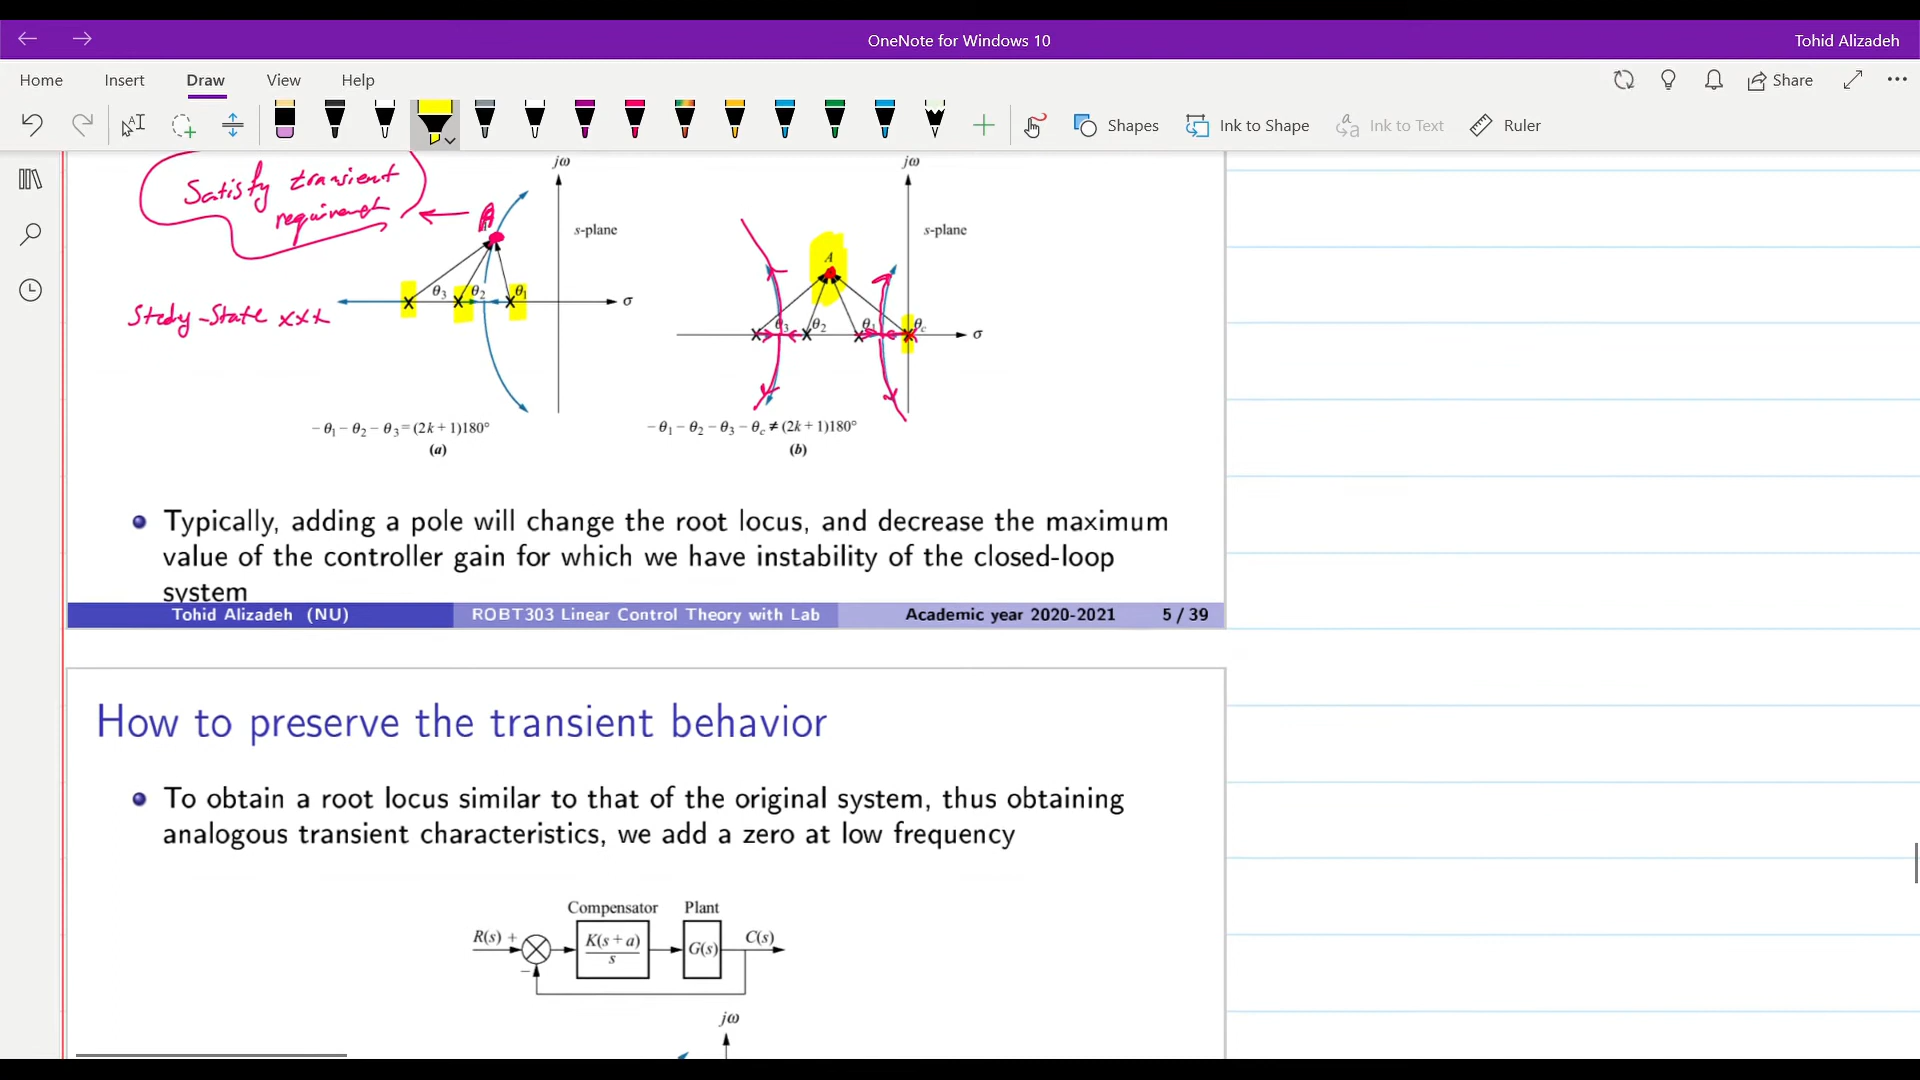 OneNote for Windows 10
Tohid Alizadeh
Home Insert Draw View Help
Share
Shapes Ink to Shape Ink to Text Ruler
Satisfy transient
requirement
A
Stedy-State xxx
jω
s-plane
θ3 θ2 θ1
σ
−θ1 − θ2 − θ3 = (2k + 1)180°
(a)
jω
s-plane
A
θ3 θ2 θ1 θc
σ
−θ1 − θ2 − θ3 − θc ≠ (2k + 1)180°
(b)
Typically, adding a pole will change the root locus, and decrease the maximum
value of the controller gain for which we have instability of the closed-loop
system
Tohid Alizadeh (NU) ROBT303 Linear Control Theory with Lab Academic year 2020-2021 5 / 39
How to preserve the transient behavior
To obtain a root locus similar to that of the original system, thus obtaining
analogous transient characteristics, we add a zero at low frequency
Compensator Plant
R(s) + K(s + a) G(s) C(s)
s
−
jω